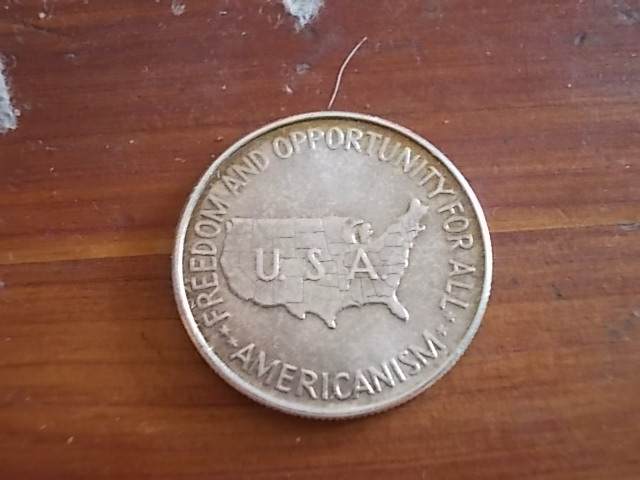 FREEDOM AND OPPORTUNITY FOR ALL
U.S.A.
AMERICANISM